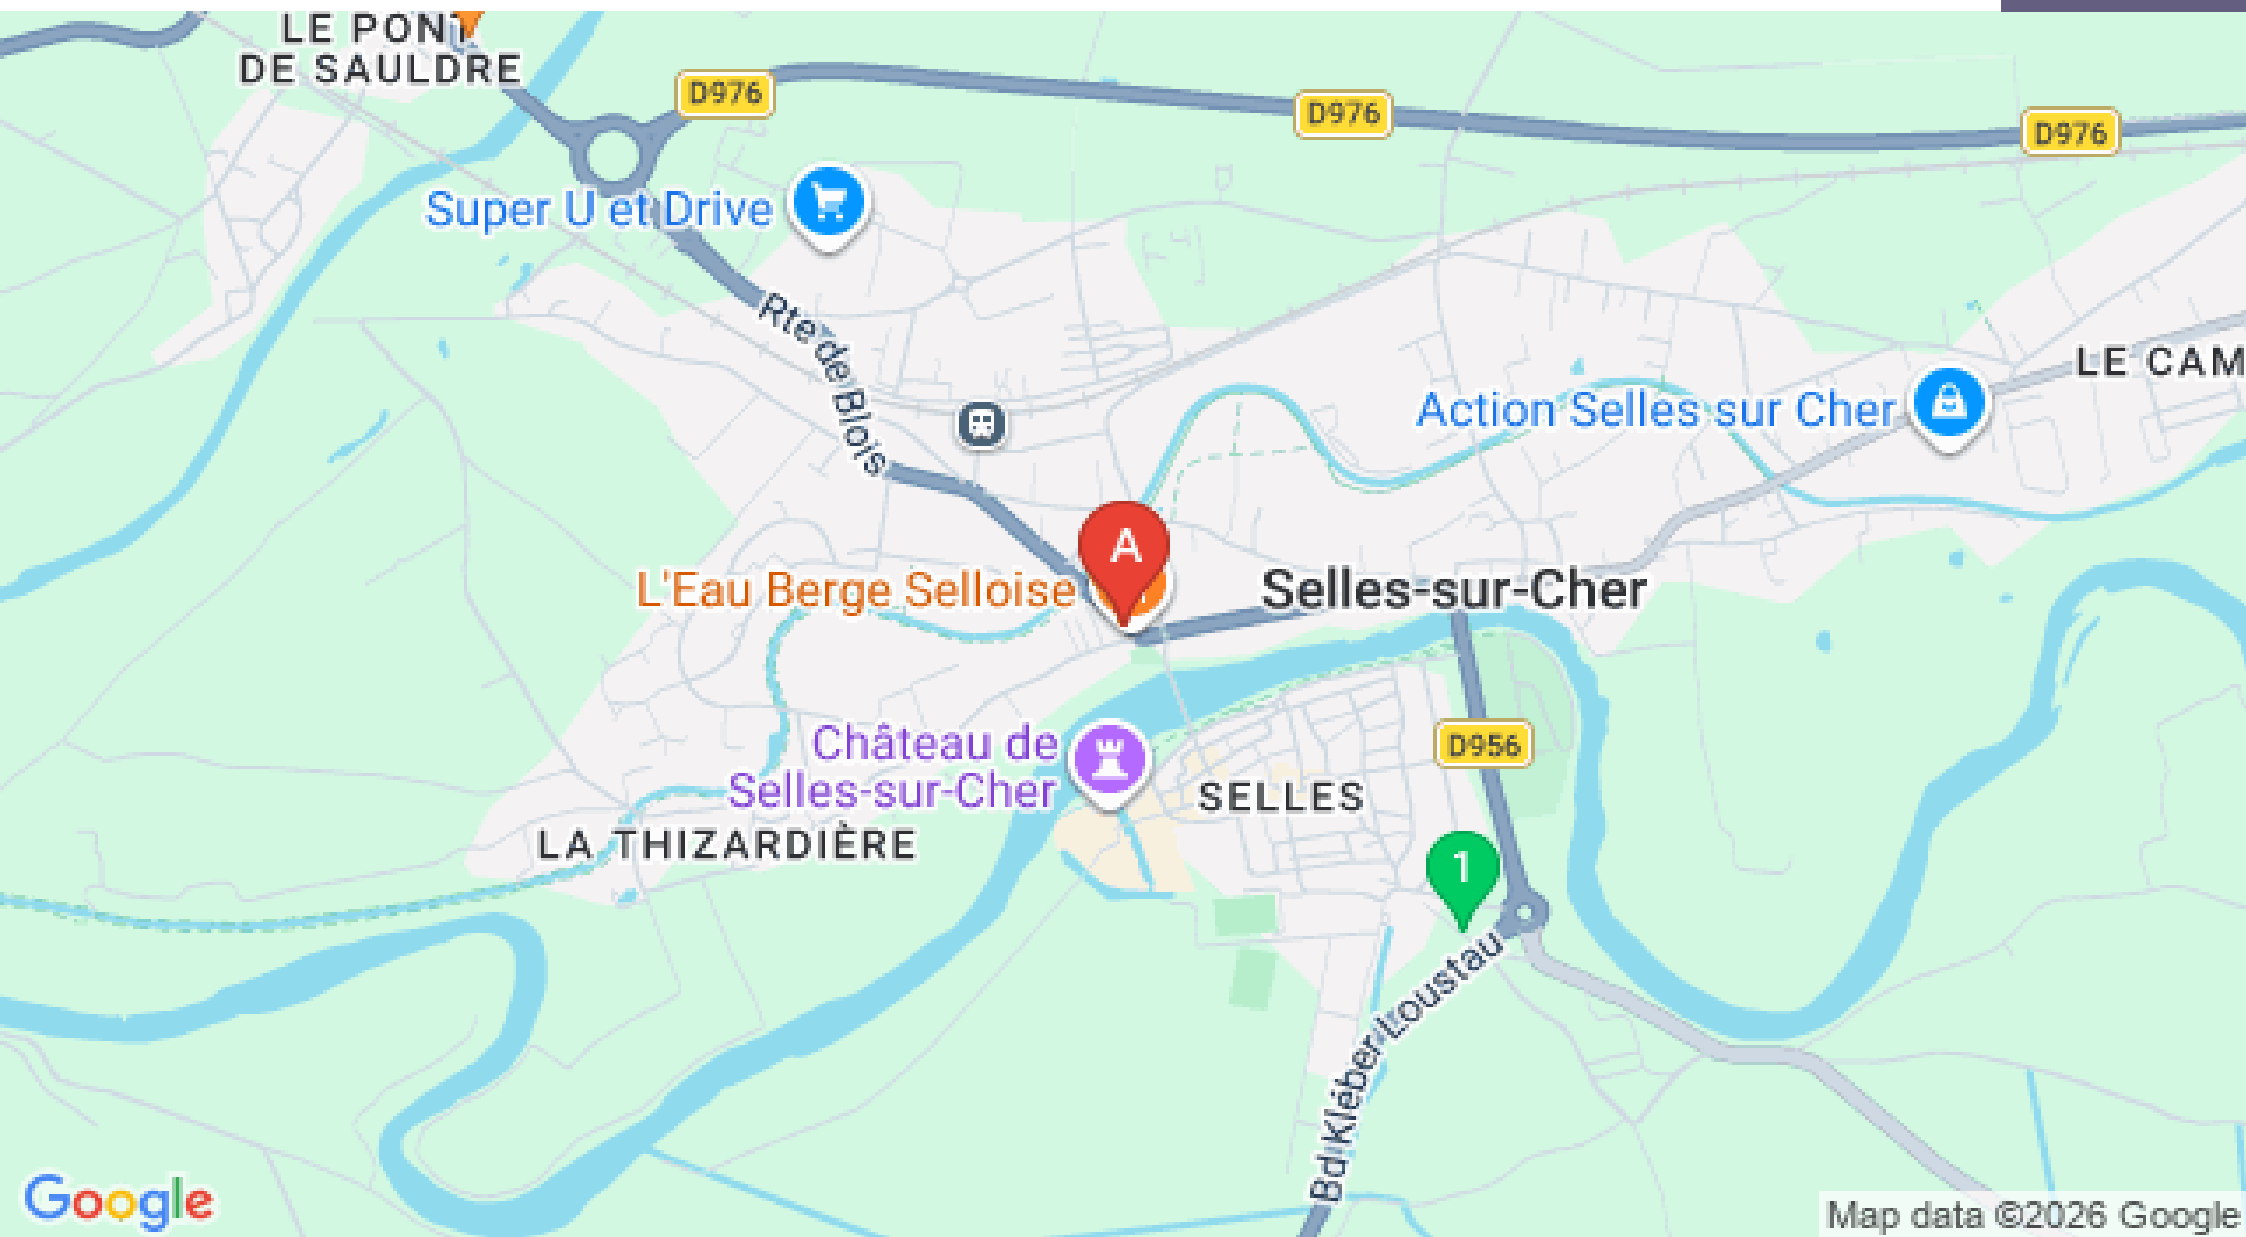 LE PONT
DE SAULDRE
D976
D976
D976
Super U et Drive
Rte de Blois
LE CAM
Action Selles sur Cher
A
L'Eau Berge Selloise
Selles-sur-Cher
Château de
Selles-sur-Cher
D956
SELLES
LA THIZARDIÈRE
1
Bd Kléber Loustau
Google
Map data ©2026 Google